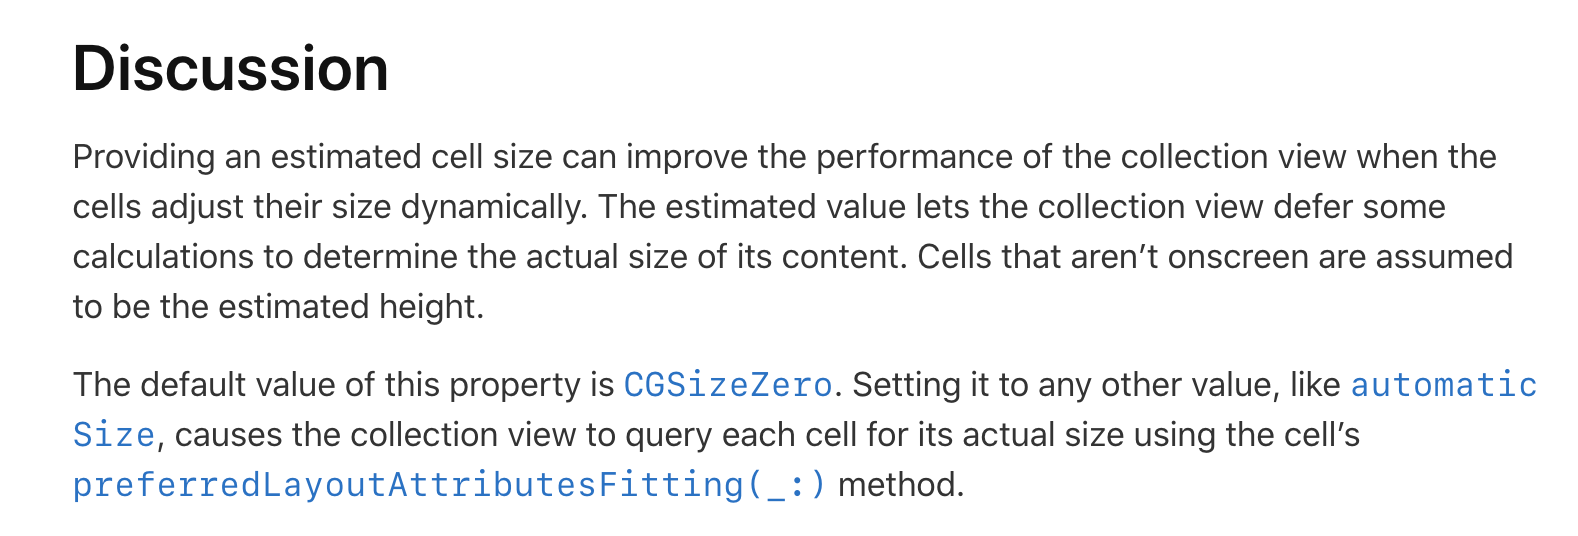 Discussion
Providing an estimated cell size can improve the performance of the collection view when the
cells adjust their size dynamically. The estimated value lets the collection view defer some
calculations to determine the actual size of its content. Cells that aren’t onscreen are assumed
to be the estimated height.
The default value of this property is CGSizeZero. Setting it to any other value, like automatic
Size, causes the collection view to query each cell for its actual size using the cell’s
preferredLayoutAttributesFitting(_:) method.